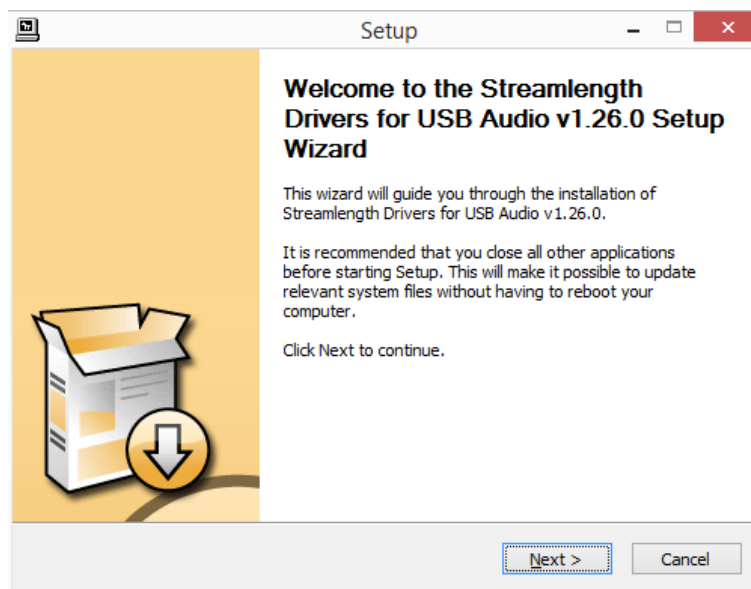 Setup
Welcome to the Streamlength
Drivers for USB Audio v1.26.0 Setup
Wizard
This wizard will guide you through the installation of
Streamlength Drivers for USB Audio v1.26.0.
It is recommended that you close all other applications
before starting Setup. This will make it possible to update
relevant system files without having to reboot your
computer.
Click Next to continue.
Next >
Cancel